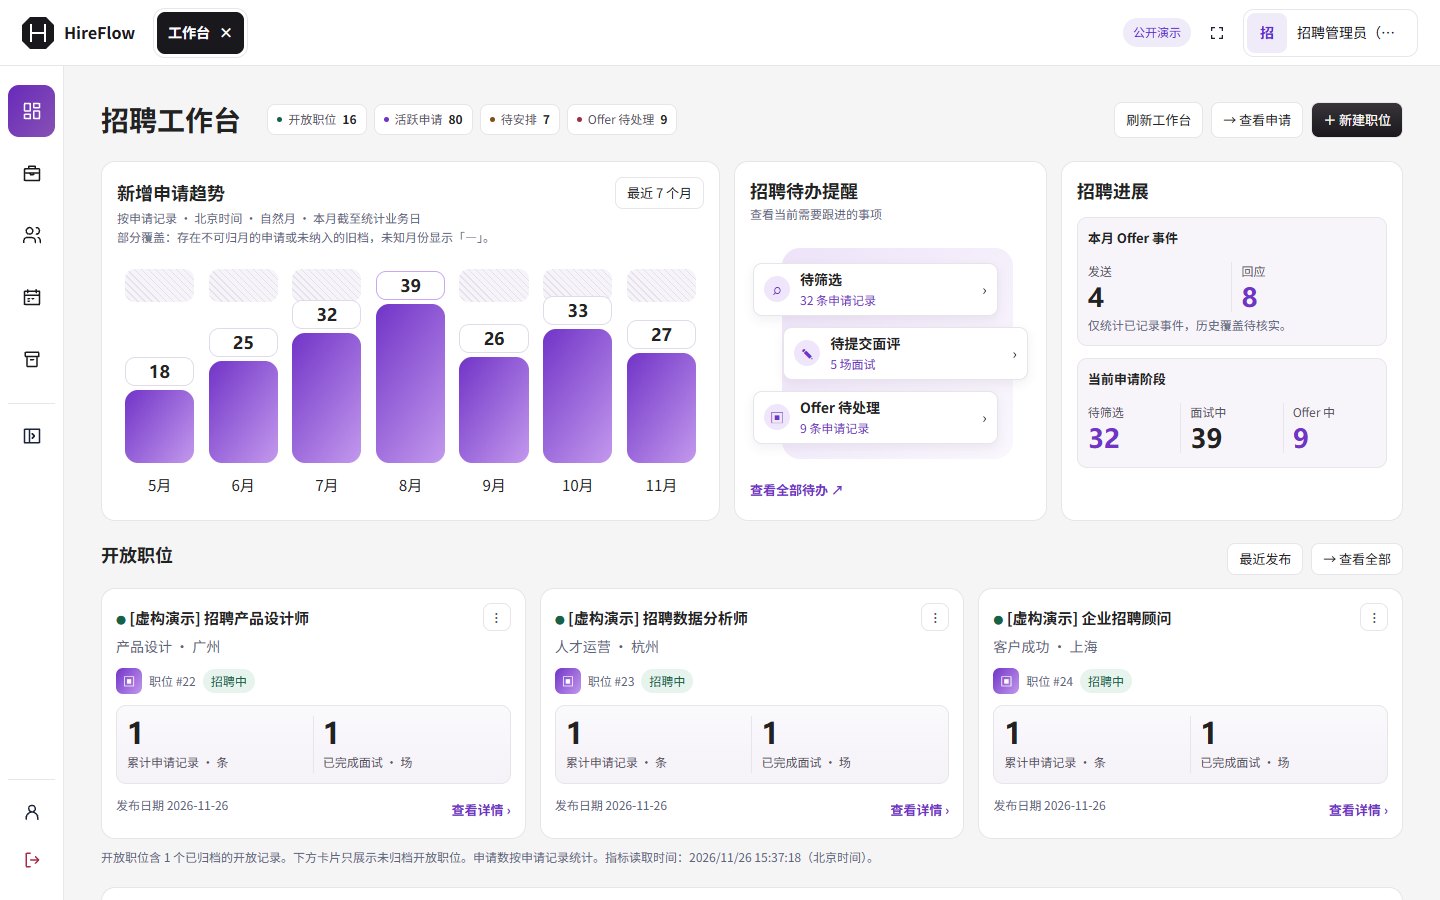 HireFlow
工作台 ✕
公开演示
招
招聘管理员（…
招聘工作台
开放职位 16
活跃申请 80
待安排 7
Offer 待处理 9
刷新工作台
→ 查看申请
＋ 新建职位
新增申请趋势
最近 7 个月
按申请记录 · 北京时间 · 自然月 · 本月截至统计业务日
部分覆盖：存在不可归月的申请或未纳入的旧档，未知月份显示「—」。
18
25
32
39
26
33
27
5月
6月
7月
8月
9月
10月
11月
招聘待办提醒
查看当前需要跟进的事项
待筛选
32 条申请记录
›
待提交面评
5 场面试
›
Offer 待处理
9 条申请记录
›
查看全部待办 ↗
招聘进展
本月 Offer 事件
发送
回应
4
8
仅统计已记录事件，历史覆盖待核实。
当前申请阶段
待筛选
面试中
Offer 中
32
39
9
开放职位
最近发布
→ 查看全部
[虚构演示] 招聘产品设计师
产品设计 · 广州
职位 #22
招聘中
1
1
累计申请记录 · 条
已完成面试 · 场
发布日期 2026-11-26
查看详情 ›
[虚构演示] 招聘数据分析师
人才运营 · 杭州
职位 #23
招聘中
1
1
累计申请记录 · 条
已完成面试 · 场
发布日期 2026-11-26
查看详情 ›
[虚构演示] 企业招聘顾问
客户成功 · 上海
职位 #24
招聘中
1
1
累计申请记录 · 条
已完成面试 · 场
发布日期 2026-11-26
查看详情 ›
开放职位含 1 个已归档的开放记录。下方卡片只展示未归档开放职位。申请数按申请记录统计。指标读取时间：2026/11/26 15:37:18（北京时间）。